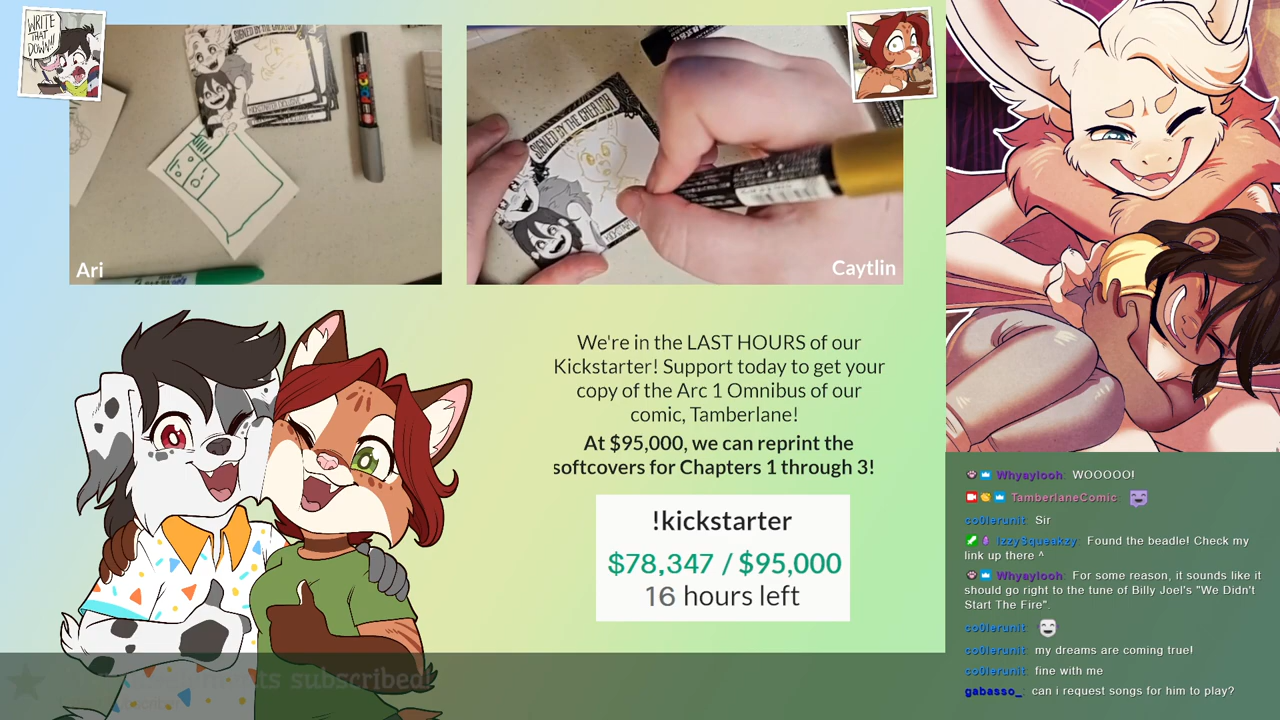 WRITE
THAT
DOWN!!
SIGNED BY THE CREATOR
Ari
SIGNED BY THE CREATOR
Caytlin
We're in the LAST HOURS of our
Kickstarter! Support today to get your
copy of the Arc 1 Omnibus of our
comic, Tamberlane!
At $95,000, we can reprint the
softcovers for Chapters 1 through 3!
!kickstarter
$78,347 / $95,000
16 hours left
subscribed!
Whyaylooh: WOOOOO!
TamberlaneComic
co0lerunit: Sir
IzzySqueakzy: Found the beadle! Check my
link up there ^
Whyaylooh: For some reason, it sounds like it
should go right to the tune of Billy Joel's "We Didn't
Start The Fire".
co0lerunit:
co0lerunit: my dreams are coming true!
co0lerunit: fine with me
gabasso_: can i request songs for him to play?